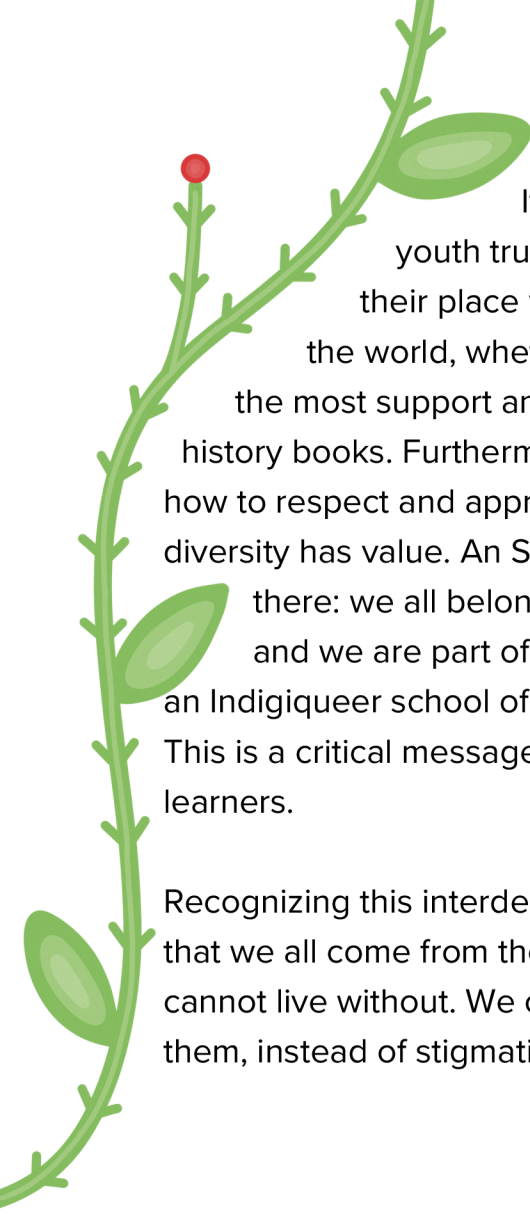 youth tru
their place
the world, whe
the most support an
history books. Furtherm
how to respect and appr
diversity has value. An S
there: we all belon
and we are part of
an Indigiqueer school of
This is a critical message
learners.
Recognizing this interde
that we all come from the
cannot live without. We
them, instead of stigmati